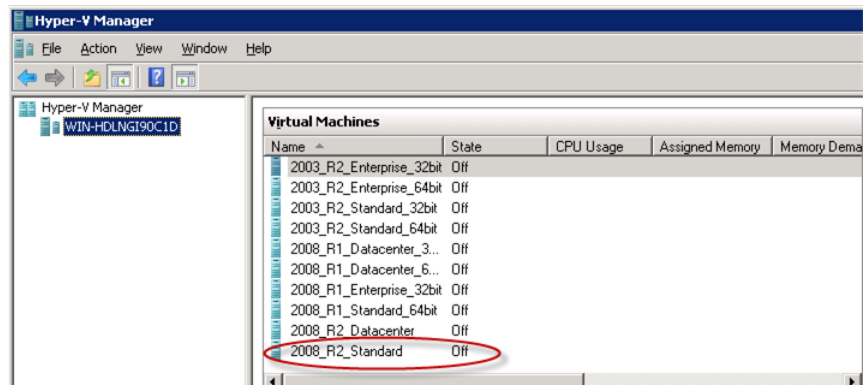 Hyper-V Manager
File Action View Window Help
Hyper-V Manager
WIN-HDLNGI90C1D
Virtual Machines
Name State CPU Usage Assigned Memory Memory Dema
2003_R2_Enterprise_32bit Off
2003_R2_Enterprise_64bit Off
2003_R2_Standard_32bit Off
2003_R2_Standard_64bit Off
2008_R1_Datacenter_3... Off
2008_R1_Datacenter_6... Off
2008_R1_Enterprise_32bit Off
2008_R1_Standard_64bit Off
2008_R2_Datacenter Off
2008_R2_Standard Off